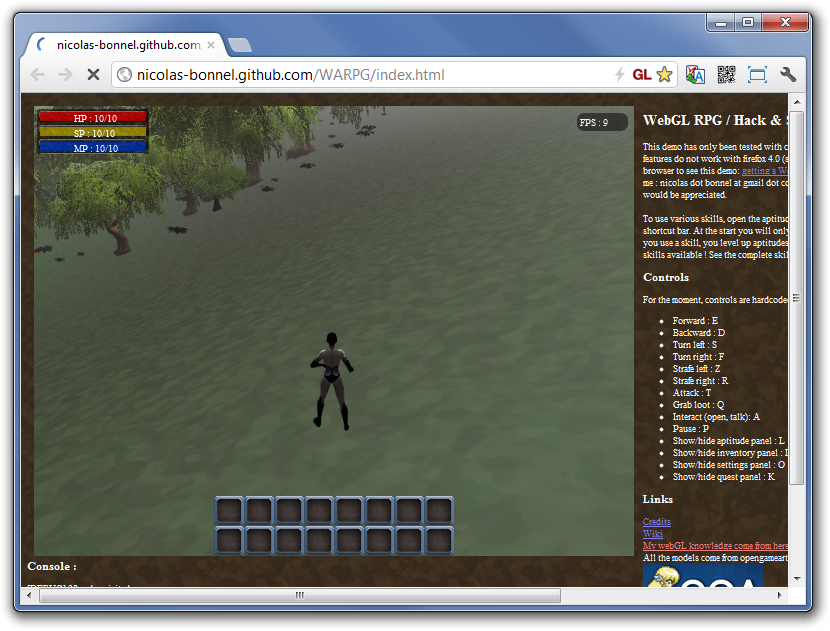 nicolas-bonnel.github.com
nicolas-bonnel.github.com/WARPG/index.html
GL
HP : 10/10
SP : 10/10
MP : 10/10
FPS : 9
WebGL RPG / Hack &
This demo has only been tested with
features do not work with firefox 4.0
browser to see this demo: getting a
me : nicolas dot bonnel at gmail dot
would be appreciated.
To use various skills, open the
shortcut bar. At the start you will only
you use a skill, you level up aptitudes
skills available ! See the complete
Controls
For the moment, controls are
Forward : E
Backward : D
Turn left : S
Turn right : F
Strafe left : Z
Strafe right : R
Attack : T
Grab loot : Q
Interact (open, talk): A
Pause : P
Show/hide aptitude panel : L
Show/hide inventory panel :
Show/hide settings panel : O
Show/hide quest panel : K
Links
Credits
Wiki
My webGL knowledge come from here
All the models come from
Console :